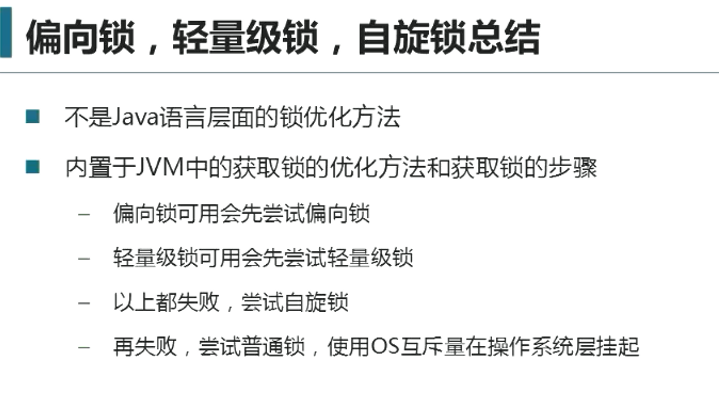 偏向锁，轻量级锁，自旋锁总结
不是Java语言层面的锁优化方法
内置于JVM中的获取锁的优化方法和获取锁的步骤
– 偏向锁可用会先尝试偏向锁
– 轻量级锁可用会先尝试轻量级锁
– 以上都失败，尝试自旋锁
– 再失败，尝试普通锁，使用OS互斥量在操作系统层挂起